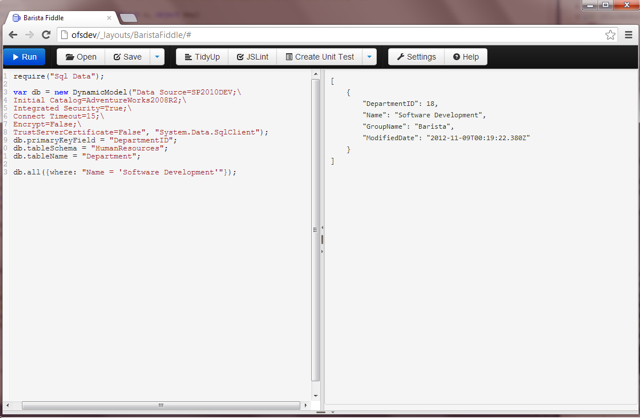 Barista Fiddle
ofsdev/_layouts/BaristaFiddle/#
Run Open Save TidyUp JSLint Create Unit Test Settings Help
1 require("Sql Data");
2
3 var db = new DynamicModel("Data Source=SP2010DEV;\
4 Initial Catalog=AdventureWorks2008R2;\
5 Integrated Security=True;\
6 Connect Timeout=15;\
7 Encrypt=False;\
8 TrustServerCertificate=False", "System.Data.SqlClient");
9 db.primaryKeyField = "DepartmentID";
0 db.tableSchema = "HumanResources";
1 db.tableName = "Department";
2
3 db.all({where: "Name = 'Software Development'"});
[
{
"DepartmentID": 18,
"Name": "Software Development",
"GroupName": "Barista",
"ModifiedDate": "2012-11-09T00:19:22.380Z"
}
]